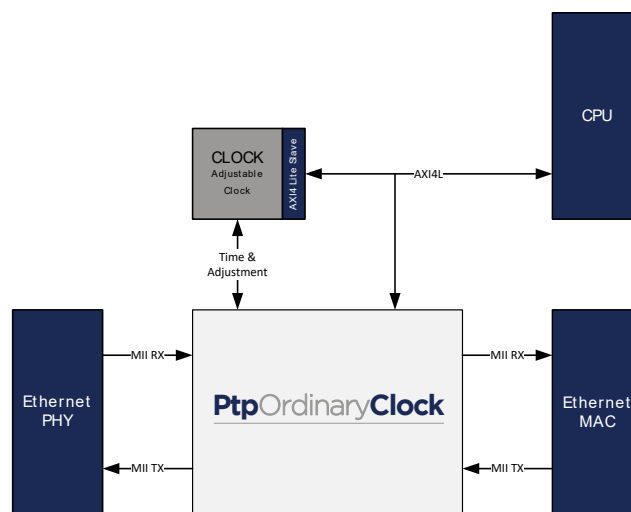 CPU
CLOCK
Adjustable
Clock
AXI4 Lite Save
AXI4L
Time &
Adjustment
MII RX
MII RX
Ethernet
PHY
PtpOrdinaryClock
Ethernet
MAC
MII TX
MII TX